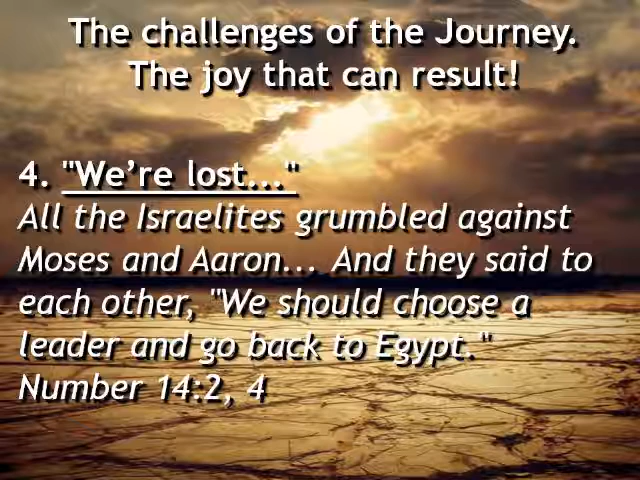 The challenges of the Journey.
The joy that can result!
4. "We’re lost..."
All the Israelites grumbled against
Moses and Aaron... And they said to
each other, "We should choose a
leader and go back to Egypt."
Number 14:2, 4